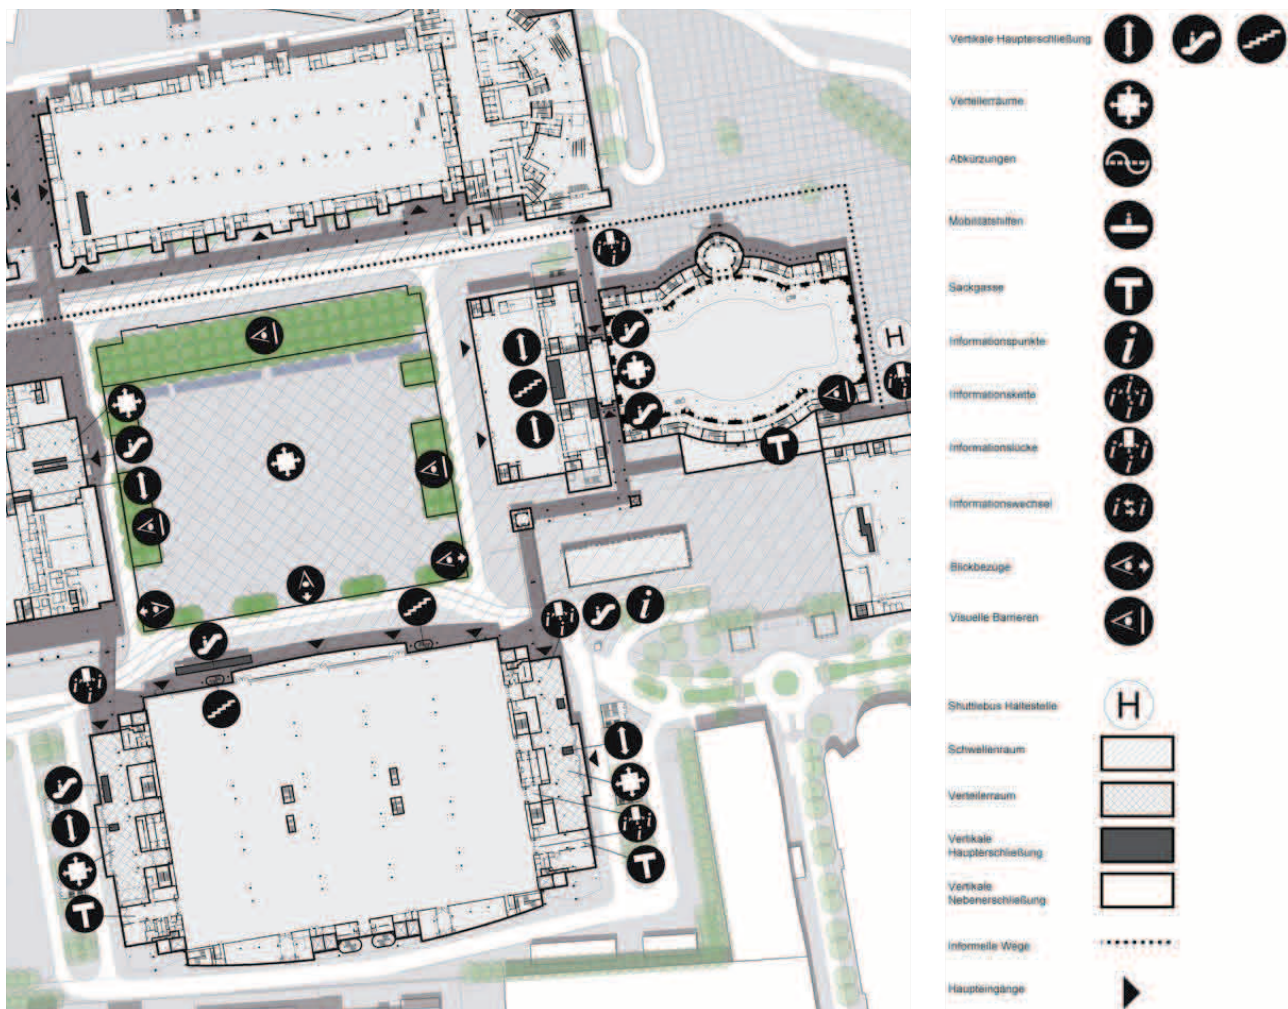 Vertikale Haupterschließung
Verteilerräume
Abkürzungen
Mobilitätshilfen
Sackgasse
Informationspunkte
Informationskette
Informationslücke
Informationswechsel
Blickbezüge
Visuelle Barrieren
H
Shuttlebus Haltestelle
H
H
Schwellenraum
Verteilerraum
Vertikale
Haupterschließung
Vertikale
Nebenerschließung
Informelle Wege
Haupteingänge